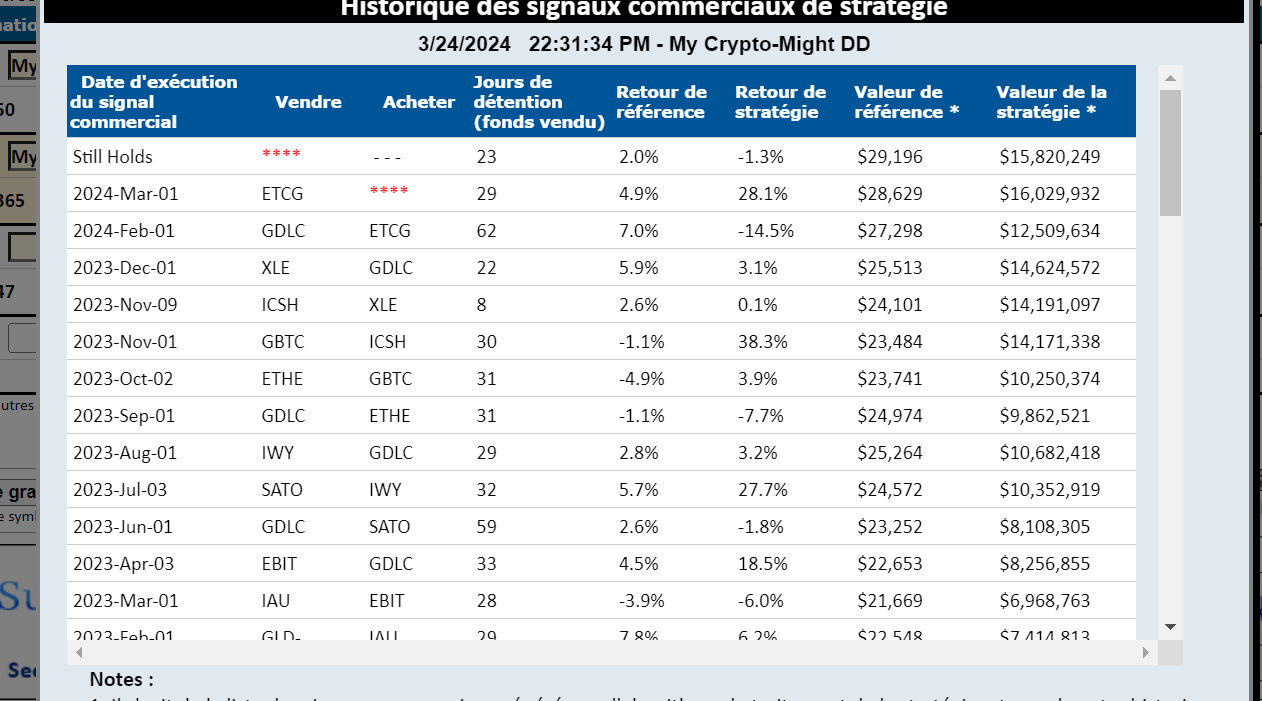 Historique des signaux commerciaux de stratégie
3/24/2024 22:31:34 PM - My Crypto-Might DD
Date d'exécution du signal commercial Vendre Acheter Jours de détention (fonds vendu) Retour de référence Retour de stratégie Valeur de référence * Valeur de la stratégie *
Still Holds **** --- 23 2.0% -1.3% $29,196 $15,820,249
2024-Mar-01 ETCG **** 29 4.9% 28.1% $28,629 $16,029,932
2024-Feb-01 GDLC ETCG 62 7.0% -14.5% $27,298 $12,509,634
2023-Dec-01 XLE GDLC 22 5.9% 3.1% $25,513 $14,624,572
2023-Nov-09 ICSH XLE 8 2.6% 0.1% $24,101 $14,191,097
2023-Nov-01 GBTC ICSH 30 -1.1% 38.3% $23,484 $14,171,338
2023-Oct-02 ETHE GBTC 31 -4.9% 3.9% $23,741 $10,250,374
2023-Sep-01 GDLC ETHE 31 -1.1% -7.7% $24,974 $9,862,521
2023-Aug-01 IWY GDLC 29 2.8% 3.2% $25,264 $10,682,418
2023-Jul-03 SATO IWY 32 5.7% 27.7% $24,572 $10,352,919
2023-Jun-01 GDLC SATO 59 2.6% -1.8% $23,252 $8,108,305
2023-Apr-03 EBIT GDLC 33 4.5% 18.5% $22,653 $8,256,855
2023-Mar-01 IAU EBIT 28 -3.9% -6.0% $21,669 $6,968,763
2023-Feb-01 GLD- IAU 29 7.8% 6.2% $22,548 $7,414,813
Notes :
My
50
My
365
47
utres